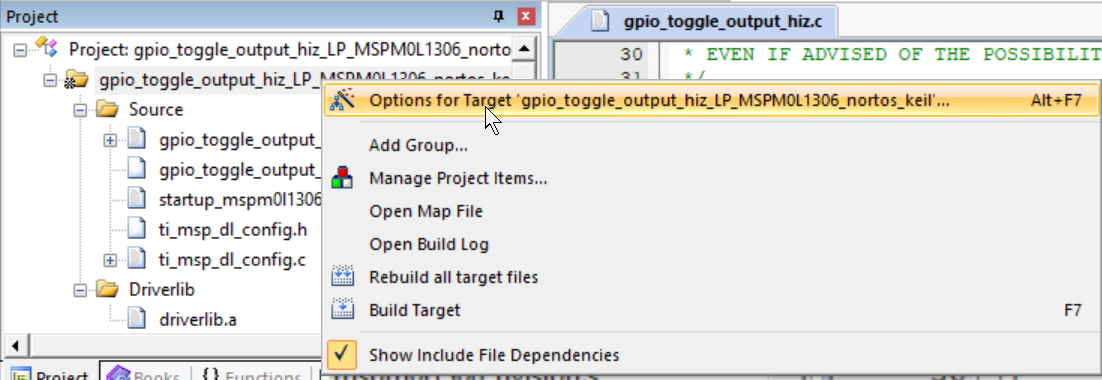 Project
gpio_toggle_output_hiz.c
Project: gpio_toggle_output_hiz_LP_MSPM0L1306_norto
30 * EVEN IF ADVISED OF THE POSSIBILIT
gpio_toggle_output_hiz_LP_MSPM0L1306_nortos_ke
31 */
Options for Target 'gpio_toggle_output_hiz_LP_MSPM0L1306_nortos_keil'... Alt+F7
Source
gpio_toggle_output_
Add Group...
gpio_toggle_output_
Manage Project Items...
startup_mspm0l1306
Open Map File
ti_msp_dl_config.h
Open Build Log
ti_msp_dl_config.c
Rebuild all target files
Driverlib
Build Target F7
driverlib.a
Show Include File Dependencies
Project
Books
{} Functions